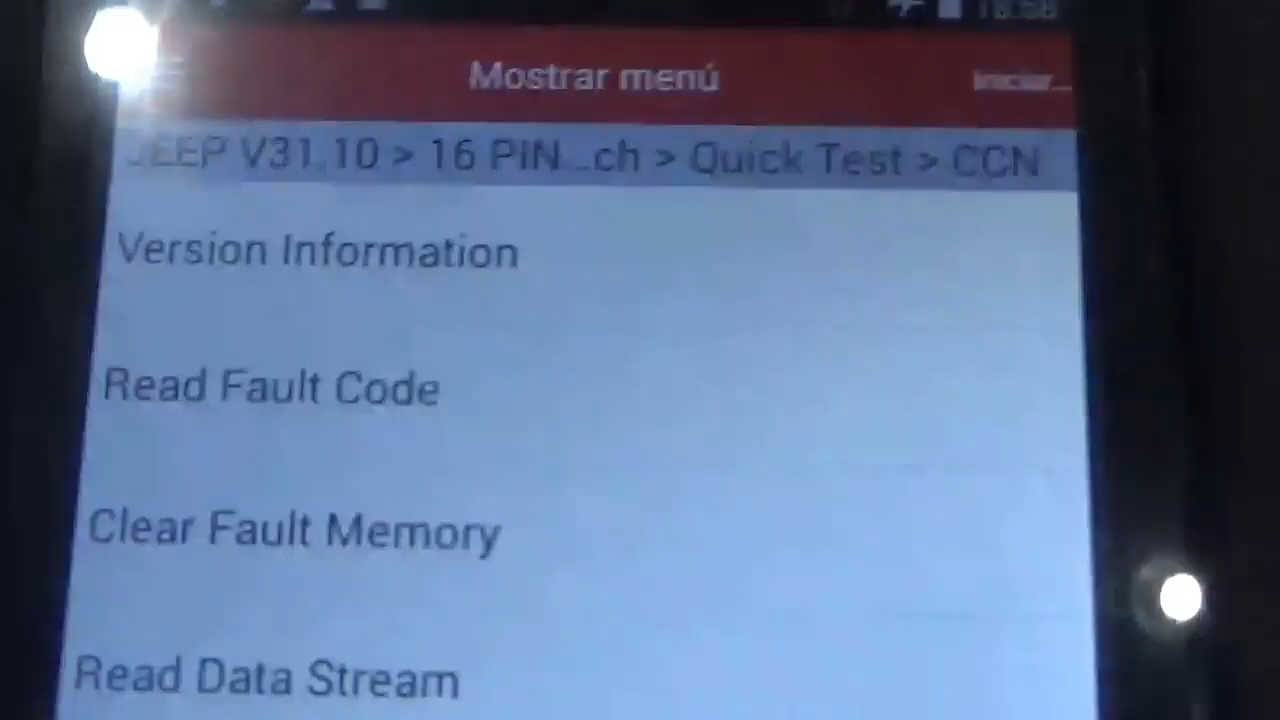 Mostrar menú
JEEP V31.10 > 16 PIN...ch > Quick Test > CCN
Version Information
Read Fault Code
Clear Fault Memory
Read Data Stream